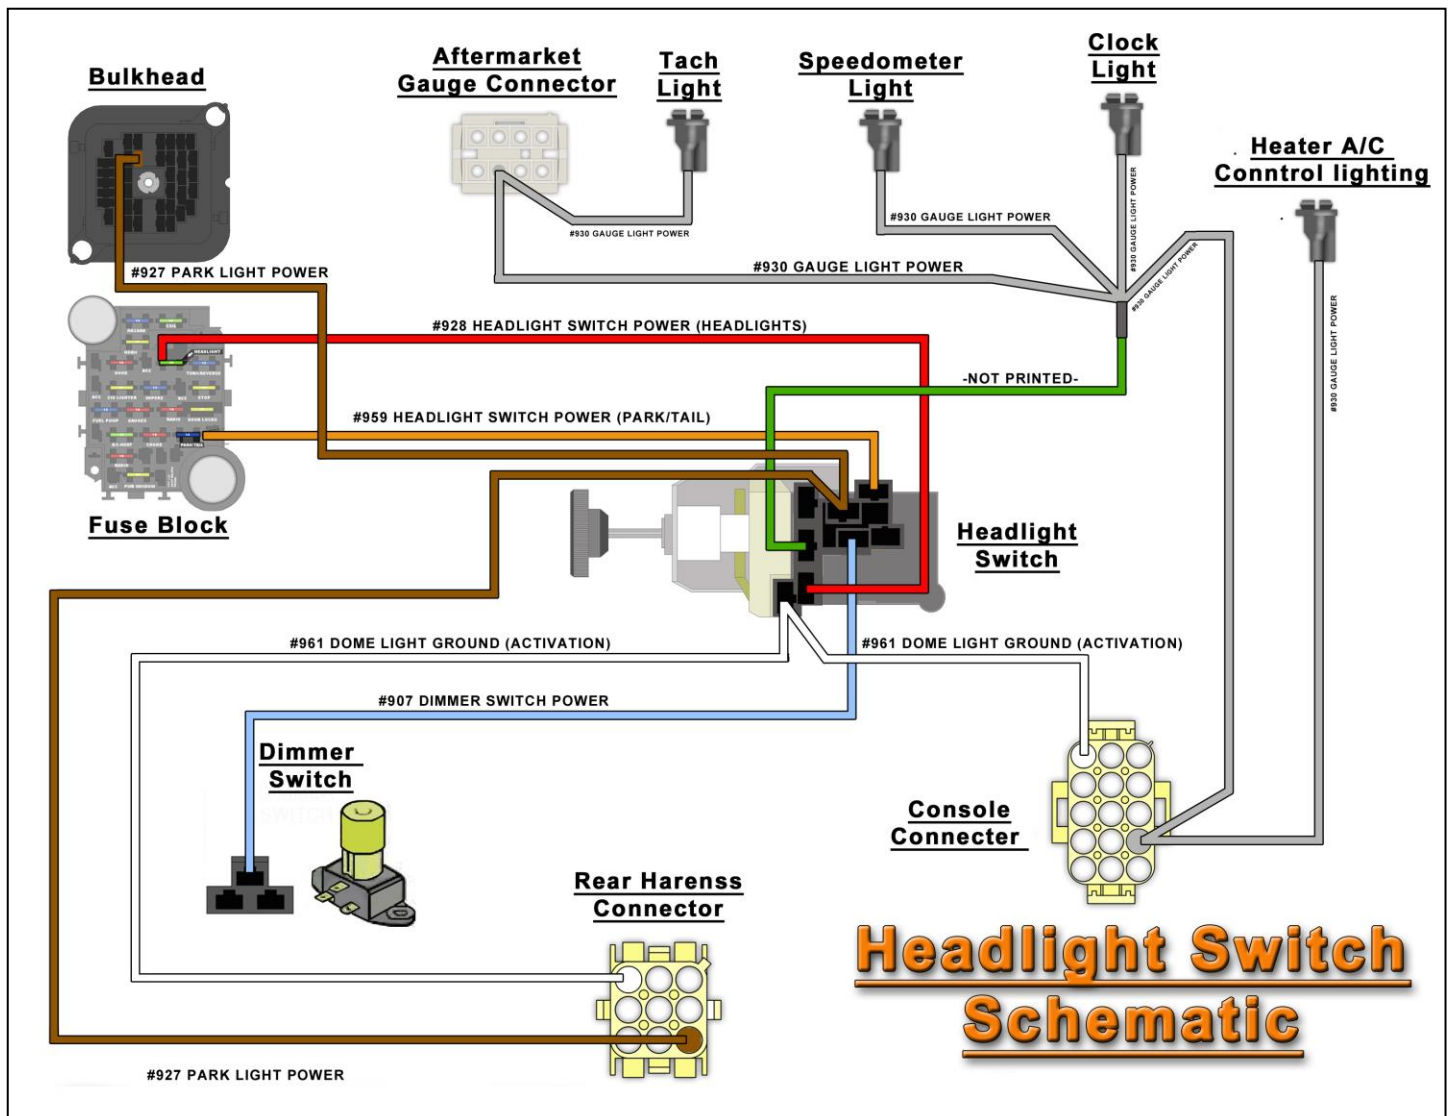 Bulkhead
Aftermarket
Gauge Connector
Tach
Light
Speedometer
Light
Clock
Light
Heater A/C
Conntrol lighting
#930 GAUGE LIGHT POWER
#930 GAUGE LIGHT POWER
#930 GAUGE LIGHT POWER
#930 GAUGE LIGHT POWER
#930 GAUGE LIGHT POWER
#930 GAUGE LIGHT POWER
#927 PARK LIGHT POWER
#928 HEADLIGHT SWITCH POWER (HEADLIGHTS)
HEADLIGHT
-NOT PRINTED-
#959 HEADLIGHT SWITCH POWER (PARK/TAIL)
STOP
PARK/TAIL
Fuse Block
Headlight
Switch
#961 DOME LIGHT GROUND (ACTIVATION)
#961 DOME LIGHT GROUND (ACTIVATION)
#907 DIMMER SWITCH POWER
Dimmer
Switch
Console
Connecter
Rear Harenss
Connector
Headlight Switch
Schematic
#927 PARK LIGHT POWER